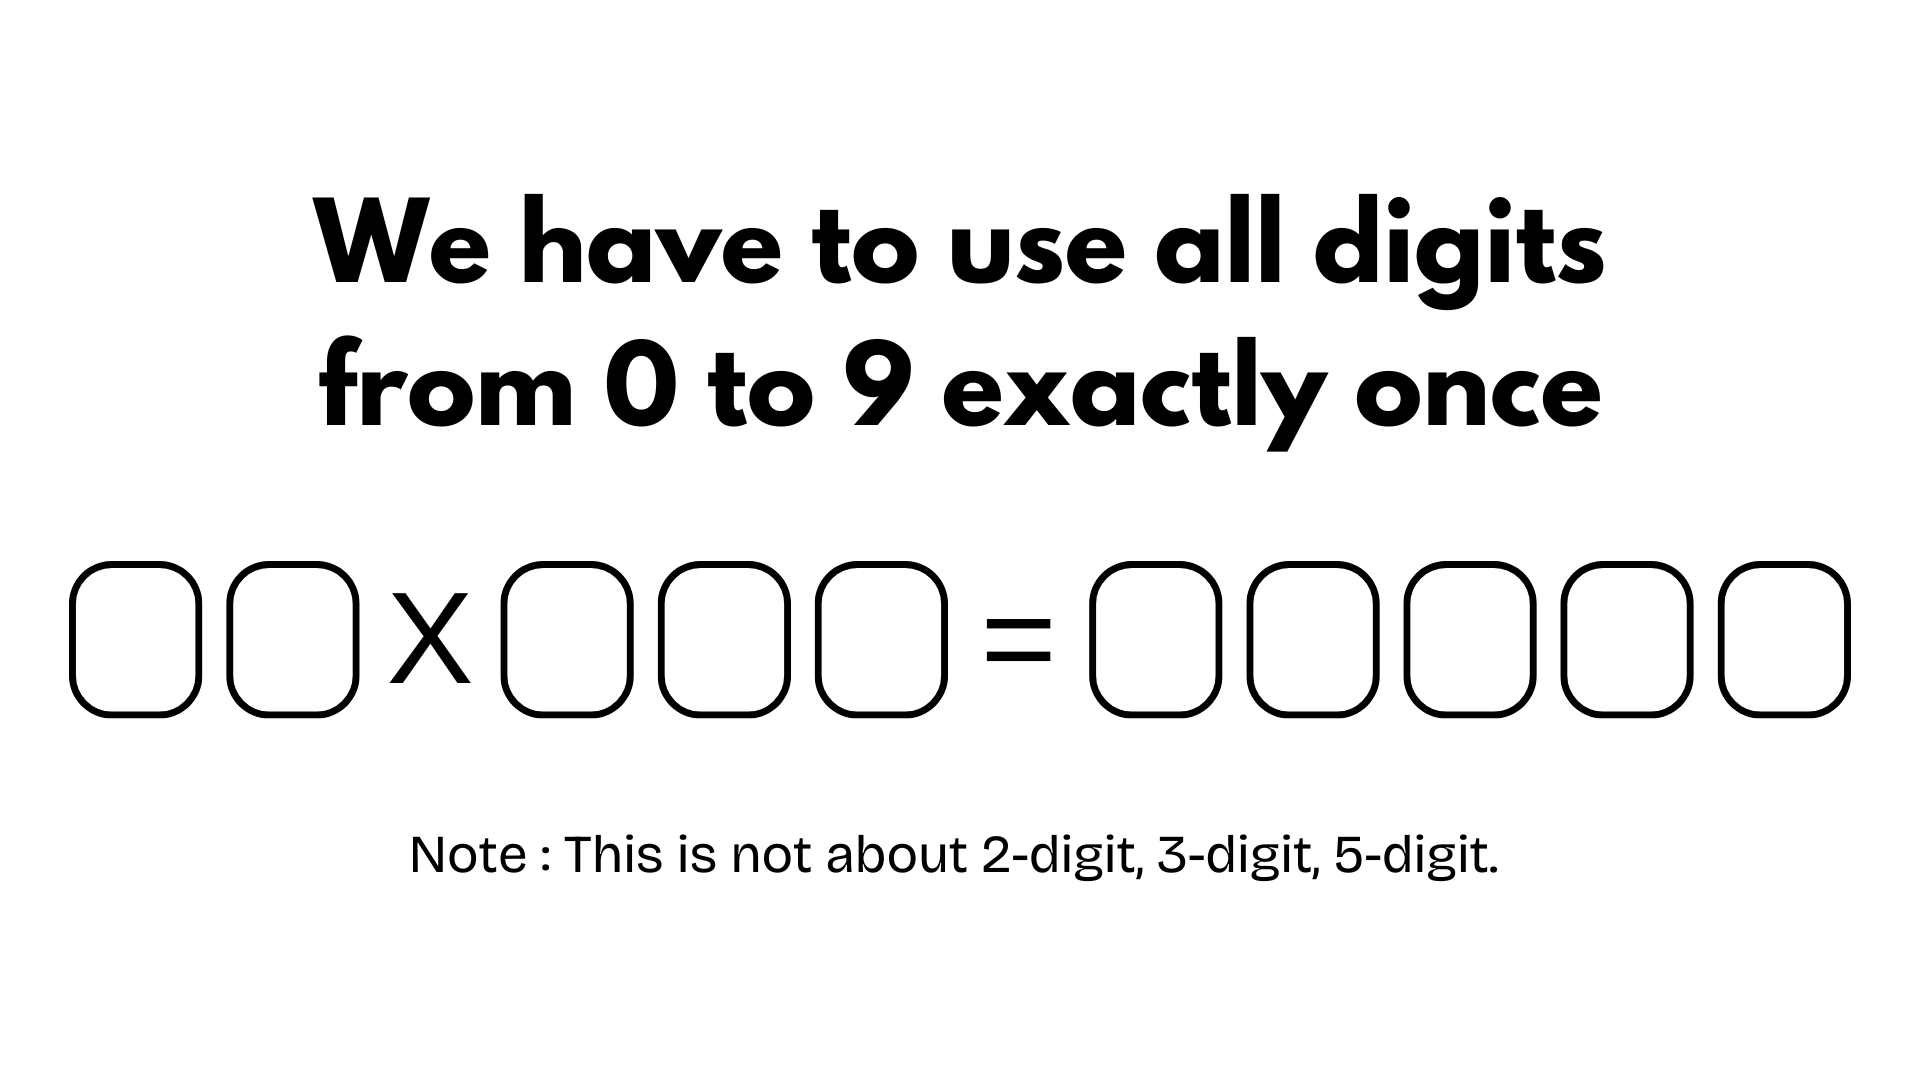 We have to use all digits
from 0 to 9 exactly once
X =
Note : This is not about 2-digit, 3-digit, 5-digit.